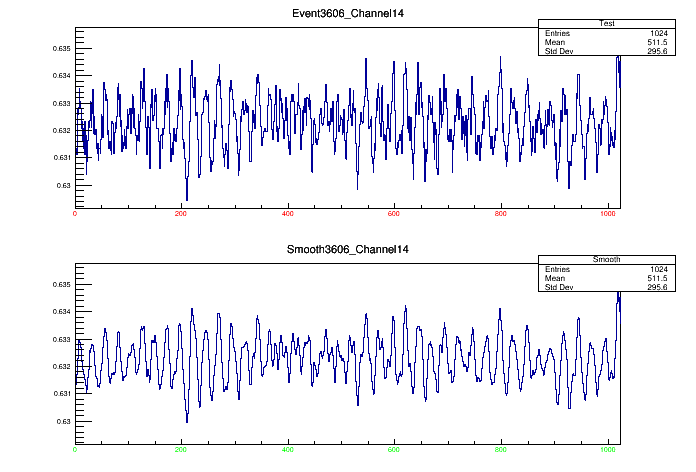 Event3606_Channel14
Test
Entries 1024
Mean 511.5
Std Dev 295.6
0.635
0.634
0.633
0.632
0.631
0.63
0 200 400 600 800 1000
Smooth3606_Channel14
Smooth
Entries 1024
Mean 511.5
Std Dev 295.6
0.635
0.634
0.633
0.632
0.631
0.63
0 200 400 600 800 1000